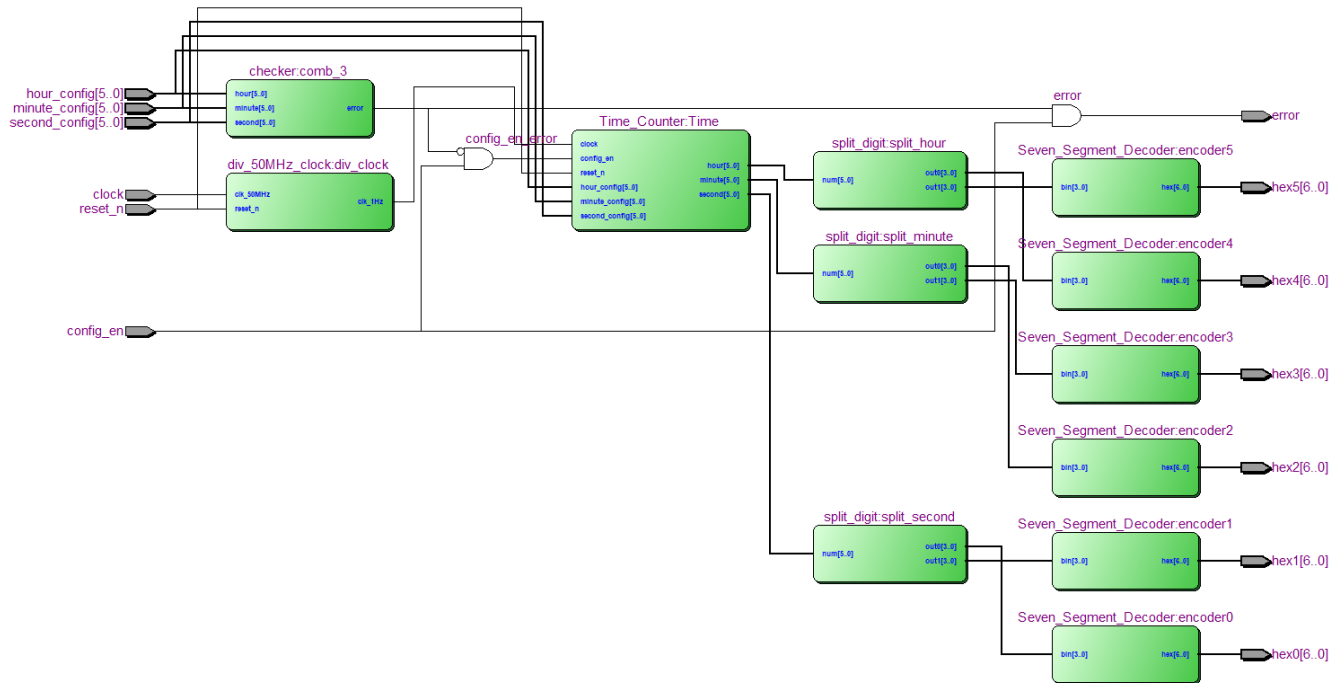 hour_config[5..0]
minute_config[5..0]
second_config[5..0]
checker:comb_3
hour[5..0]
minute[5..0]
second[5..0]
error
div_50MHz_clock:div_clock
clock
reset_n
clk_50MHz
reset_n
clk_1Hz
config_en
config_en_error
Time_Counter:Time
clock
config_en
reset_n
hour_config[5..0]
minute_config[5..0]
second_config[5..0]
hour[5..0]
minute[5..0]
second[5..0]
split_digit:split_hour
num[5..0]
out0[3..0]
out1[3..0]
split_digit:split_minute
num[5..0]
out0[3..0]
out1[3..0]
split_digit:split_second
num[5..0]
out0[3..0]
out1[3..0]
error
error
Seven_Segment_Decoder:encoder5
bin[3..0]
hex[6..0]
hex5[6..0]
Seven_Segment_Decoder:encoder4
bin[3..0]
hex[6..0]
hex4[6..0]
Seven_Segment_Decoder:encoder3
bin[3..0]
hex[6..0]
hex3[6..0]
Seven_Segment_Decoder:encoder2
bin[3..0]
hex[6..0]
hex2[6..0]
Seven_Segment_Decoder:encoder1
bin[3..0]
hex[6..0]
hex1[6..0]
Seven_Segment_Decoder:encoder0
bin[3..0]
hex[6..0]
hex0[6..0]